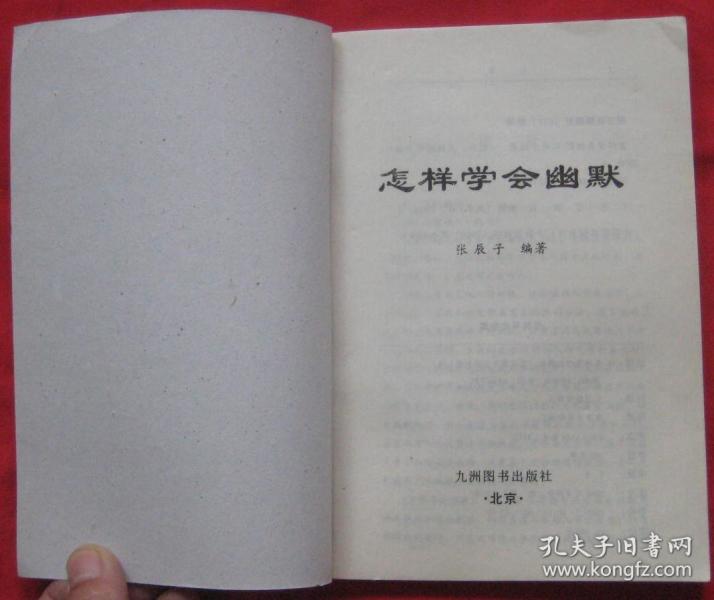 怎样学会幽默
张辰子 编著
九洲图书出版社
·北京·
孔夫子旧书网
www.kongfz.com